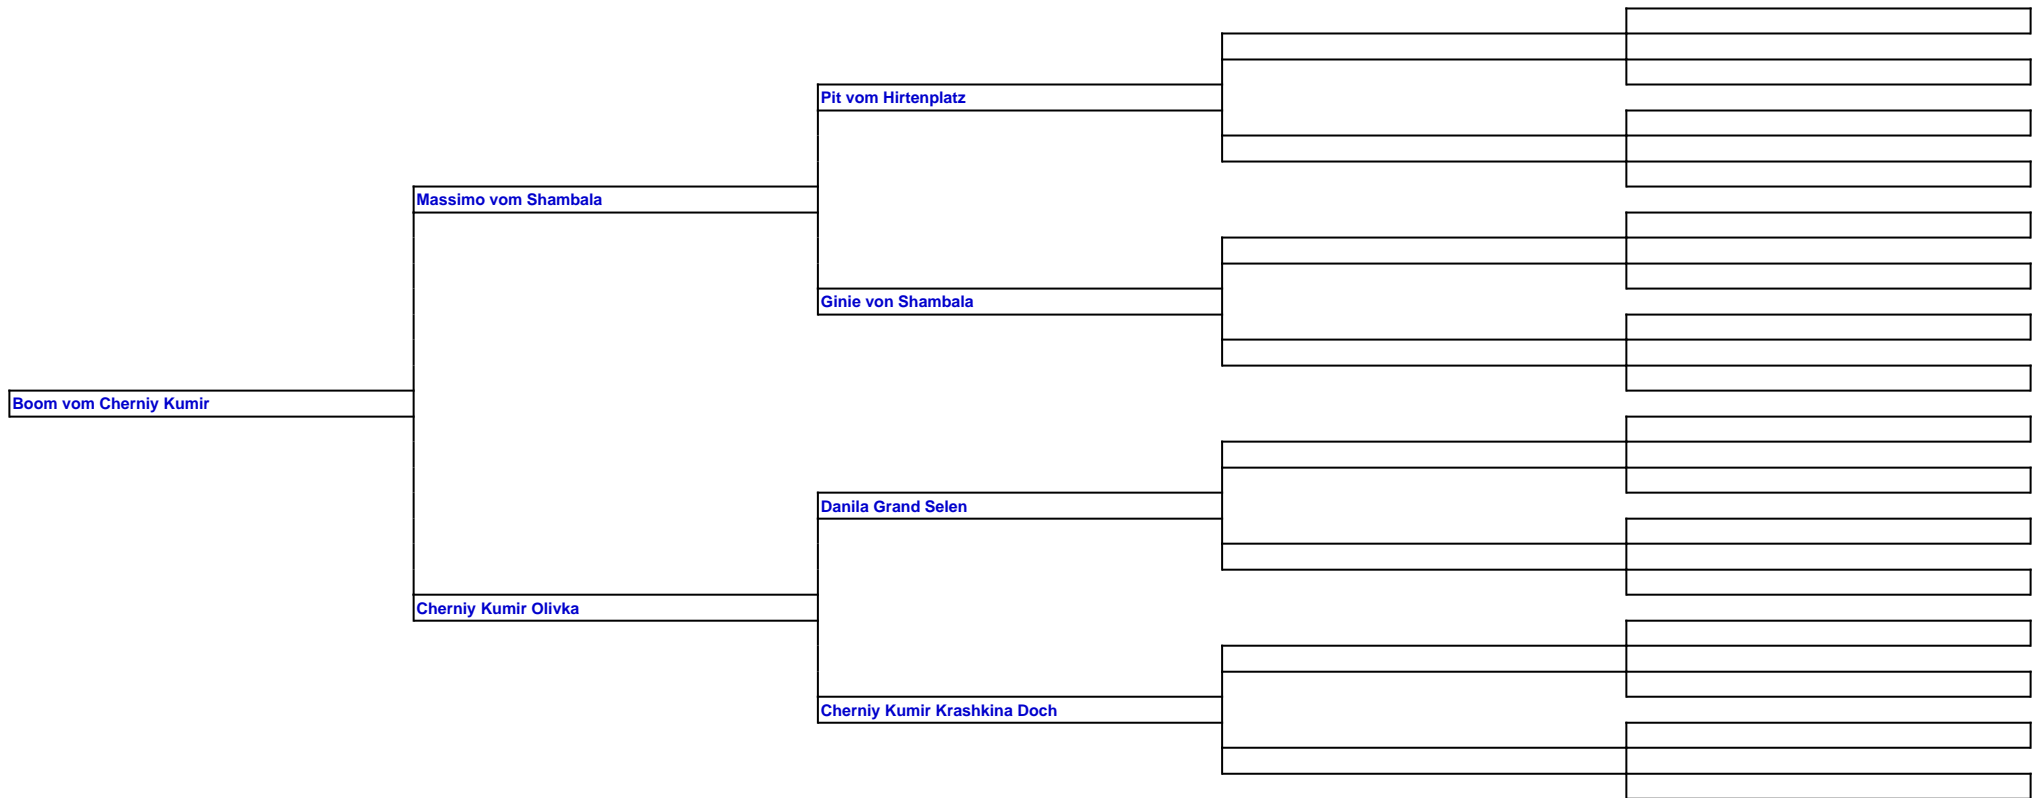 Pit vom Hirtenplatz
Massimo vom Shambala
Ginie von Shambala
Boom vom Cherniy Kumir
Danila Grand Selen
Cherniy Kumir Olivka
Cherniy Kumir Krashkina Doch